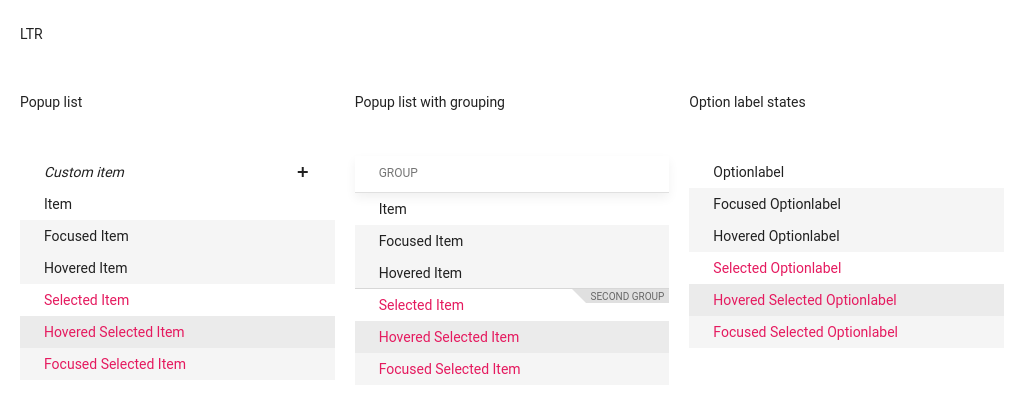 LTR
Popup list
Custom item +
Item
Focused Item
Hovered Item
Selected Item
Hovered Selected Item
Focused Selected Item
Popup list with grouping
GROUP
Item
Focused Item
Hovered Item
SECOND GROUP
Selected Item
Hovered Selected Item
Focused Selected Item
Option label states
Optionlabel
Focused Optionlabel
Hovered Optionlabel
Selected Optionlabel
Hovered Selected Optionlabel
Focused Selected Optionlabel